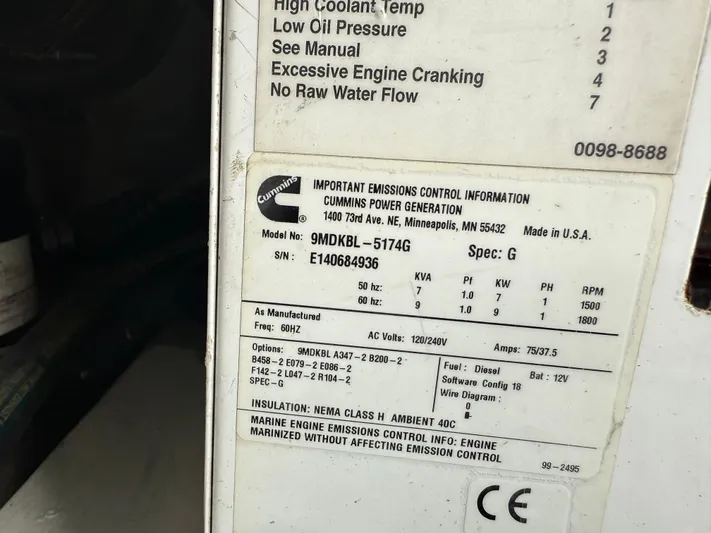 High Coolant Temp 1
Low Oil Pressure 2
See Manual 3
Excessive Engine Cranking 4
No Raw Water Flow 7
0098-8688
Cummins
®
IMPORTANT EMISSIONS CONTROL INFORMATION
CUMMINS POWER GENERATION
1400 73rd Ave. NE, Minneapolis, MN 55432 Made in U.S.A.
Model No: 9MDKBL-5174G Spec: G
S/N: E140684936
KVA Pf KW PH RPM
50 hz: 7 1.0 7 1 1500
60 hz: 9 1.0 9 1 1800
As Manufactured
Freq: 60HZ AC Volts: 120/240V Amps: 75/37.5
Options: 9MDKBL A347-2 B200-2
B458-2 E079-2 E086-2
F142-2 L047-2 R104-2
SPEC-G
Fuel: Diesel Bat: 12V
Software Config 18
Wire Diagram:
0
INSULATION: NEMA CLASS H AMBIENT 40C
MARINE ENGINE EMISSIONS CONTROL INFO: ENGINE
MARINIZED WITHOUT AFFECTING EMISSION CONTROL
99-2495
CE